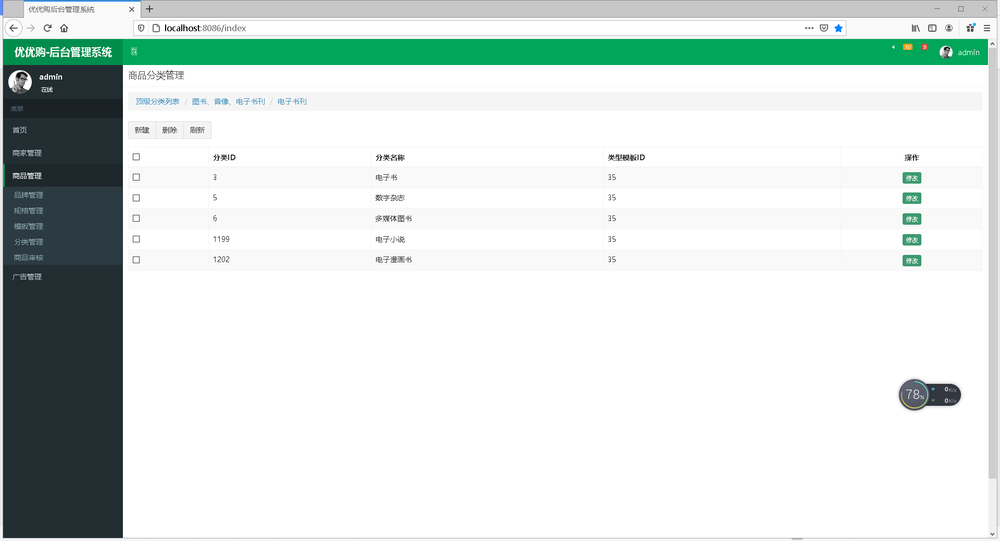 优优购后台管理系统
localhost:8086/index
优优购-后台管理系统
4 10 9 admin
admin
在线
菜单
首页
商家管理
商品管理
品牌管理
规格管理
模板管理
分类管理
商品审核
广告管理
商品分类管理
顶级分类列表 / 图书、音像、电子书刊 / 电子书刊
新建 删除 刷新
分类ID 分类名称 类型模板ID 操作
3 电子书 35 修改
5 数字杂志 35 修改
6 多媒体图书 35 修改
1199 电子小说 35 修改
1202 电子漫画书 35 修改
78% 0K/s
0K/s